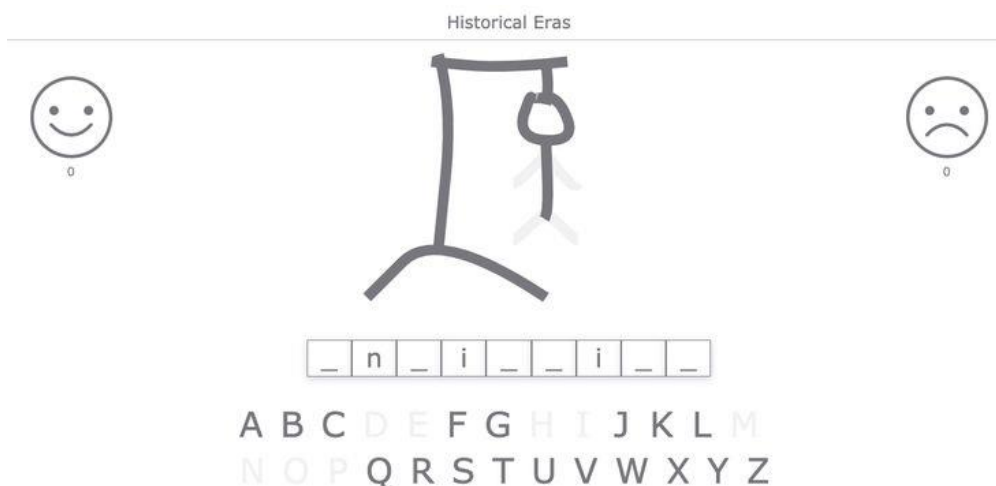 Historical Eras
0 0
_ n _ i _ _ i _ _
A B C D E F G H I J K L M
N O P Q R S T U V W X Y Z